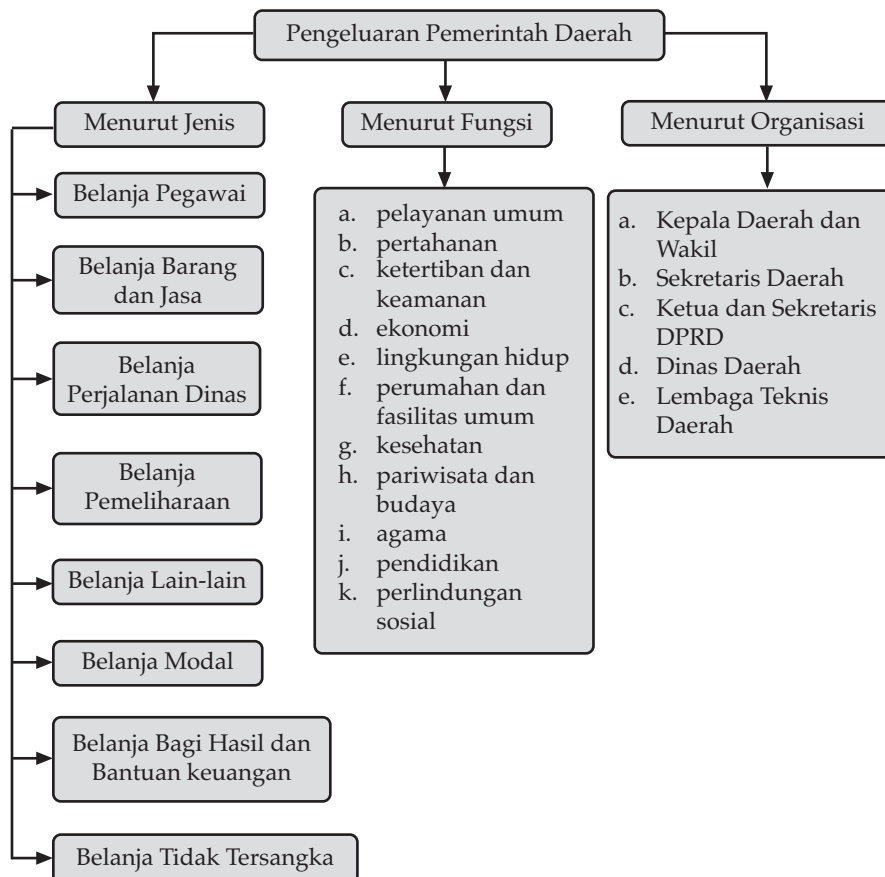 Pengeluaran Pemerintah Daerah
Menurut Jenis
Belanja Pegawai
Belanja Barang
dan Jasa
Belanja
Perjalanan Dinas
Belanja
Pemeliharaan
Belanja Lain-lain
Belanja Modal
Belanja Bagi Hasil dan
Bantuan keuangan
Belanja Tidak Tersangka
Menurut Fungsi
a. pelayanan umum
b. pertahanan
c. ketertiban dan
keamanan
d. ekonomi
e. lingkungan hidup
f. perumahan dan
fasilitas umum
g. kesehatan
h. pariwisata dan
budaya
i. agama
j. pendidikan
k. perlindungan
sosial
Menurut Organisasi
a. Kepala Daerah dan
Wakil
b. Sekretaris Daerah
c. Ketua dan Sekretaris
DPRD
d. Dinas Daerah
e. Lembaga Teknis
Daerah